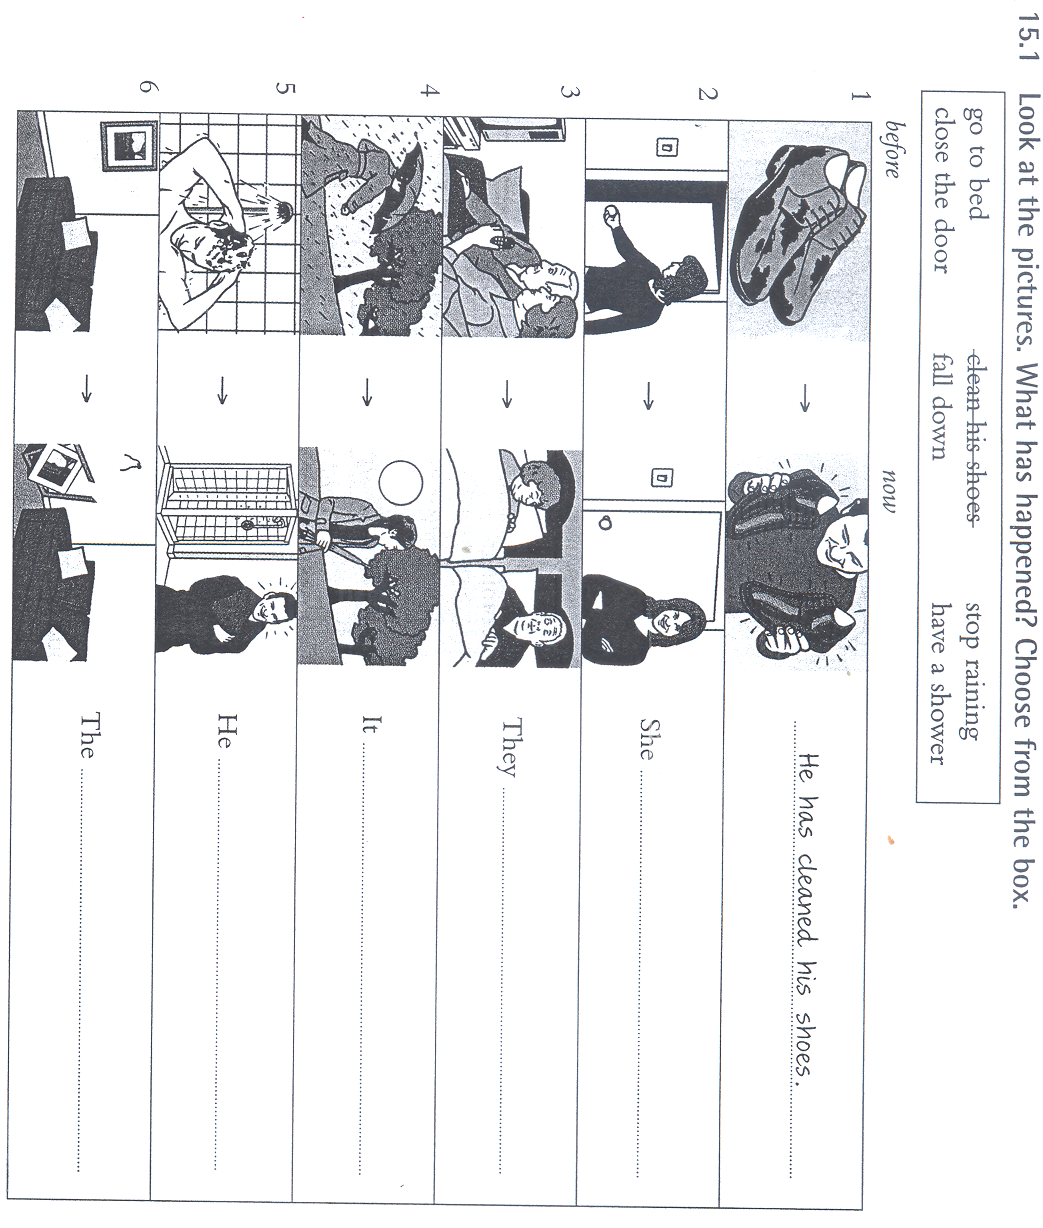 15.1 Look at the pictures. What has happened? Choose from the box.
go to bed clean his shoes stop raining
close the door fall down have a shower
before now
1 He has cleaned his shoes.
2 She
3 They
4 It
5 He
6 The